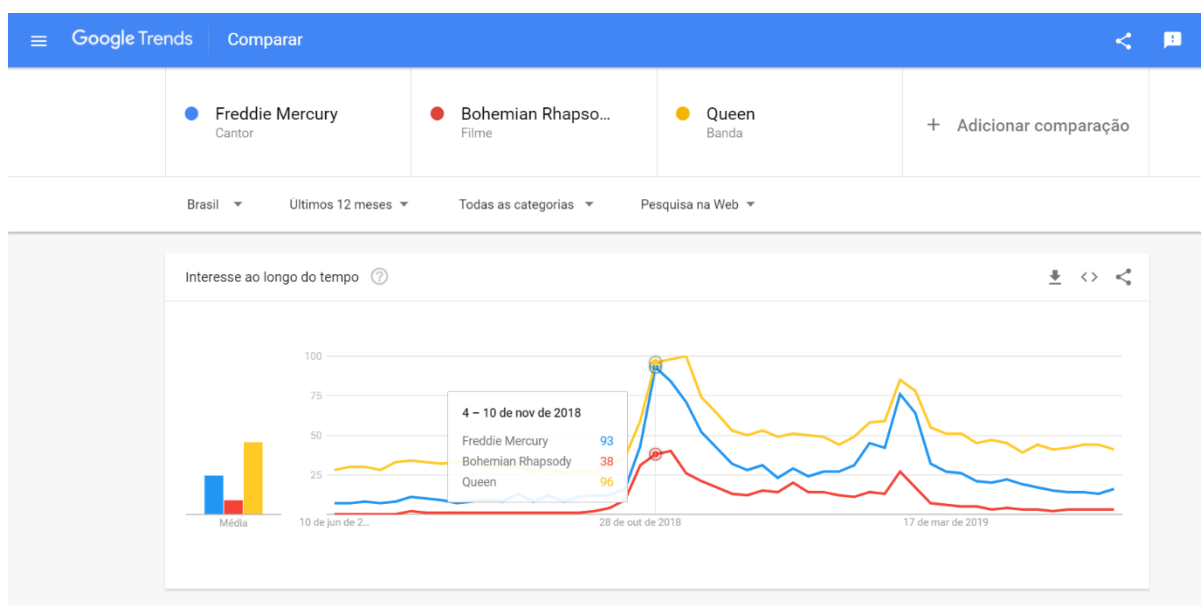 Google Trends Comparar
Freddie Mercury
Cantor
Bohemian Rhapso...
Filme
Queen
Banda
+ Adicionar comparação
Brasil
Últimos 12 meses
Todas as categorias
Pesquisa na Web
Interesse ao longo do tempo ?
100
75
50
25
4 – 10 de nov de 2018
Freddie Mercury 93
Bohemian Rhapsody 38
Queen 96
Média
10 de jun de 2...
28 de out de 2018
17 de mar de 2019